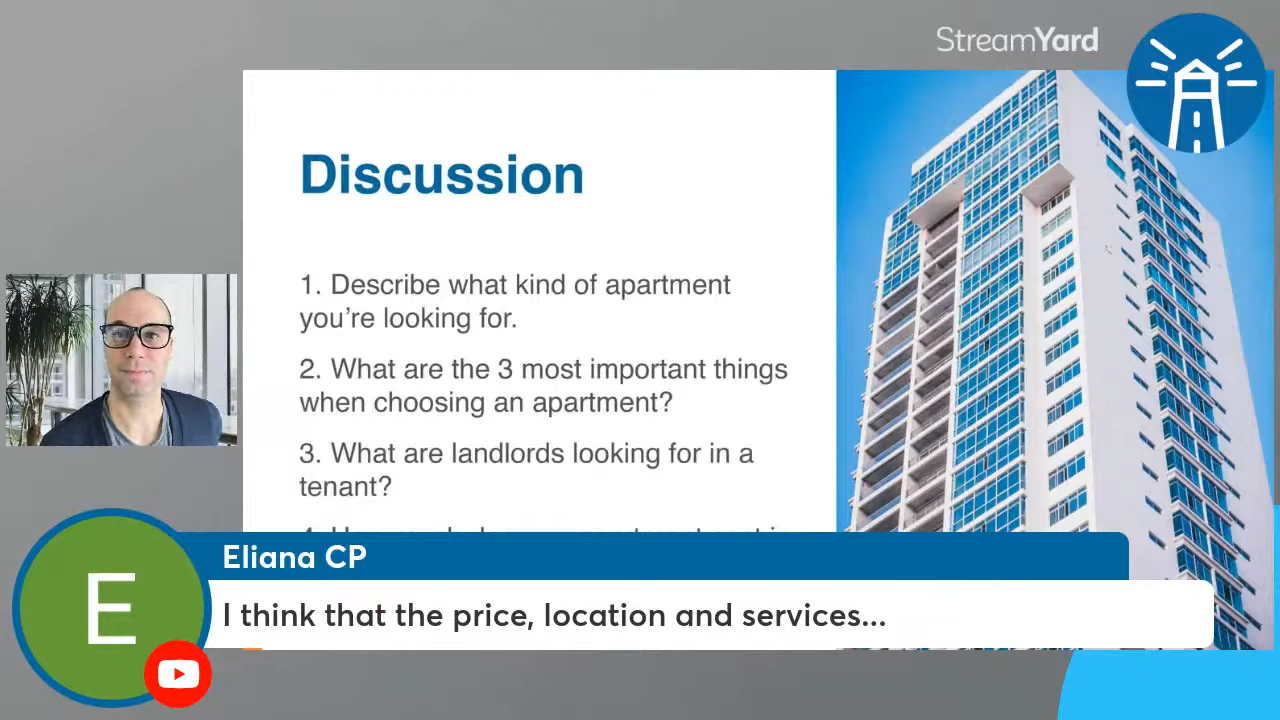 StreamYard
Discussion
1. Describe what kind of apartment
you're looking for.
2. What are the 3 most important things
when choosing an apartment?
3. What are landlords looking for in a
tenant?
Eliana CP
E
I think that the price, location and services...